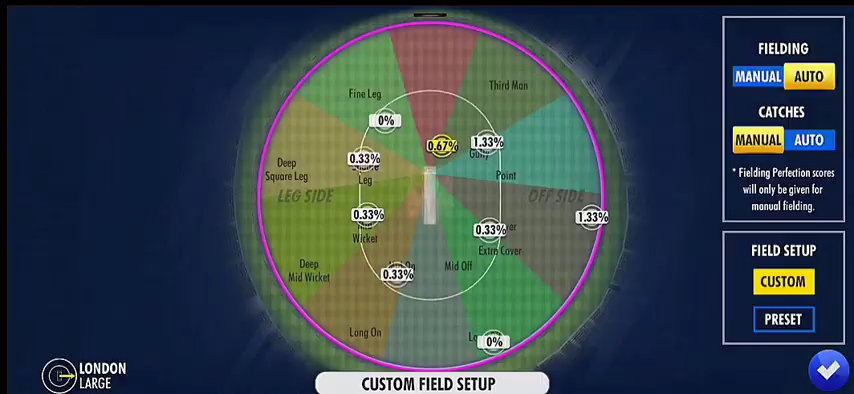 FIELDING
MANUAL AUTO
CATCHES
MANUAL AUTO
* Fielding Perfection scores
will only be given for
manual fielding.
FIELD SETUP
CUSTOM
PRESET
Third Man
Fine Leg
0%
0.67%
1.33%
Gully
0.33%
Leg
Deep
Square Leg
Point
LEG SIDE
OFF SIDE
0.33%
Wicket
1.33%
0.33%
Extra Cover
Deep
Mid Wicket
0.33%
Mid Off
Long On
0%
LONDON
LARGE
CUSTOM FIELD SETUP